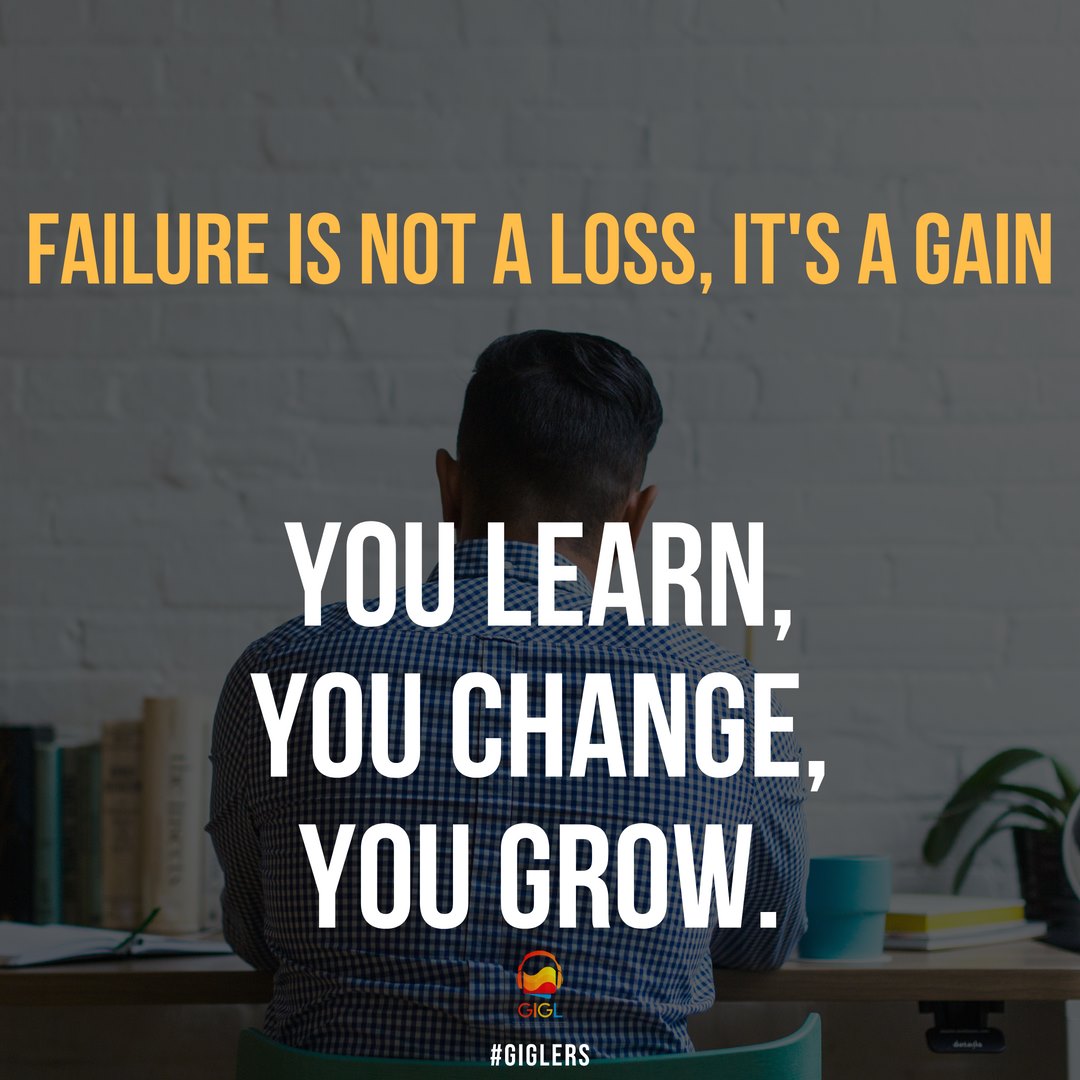 FAILURE IS NOT A LOSS, IT'S A GAIN
YOU LEARN,
YOU CHANGE,
YOU GROW.
GIGL
#GIGLERS